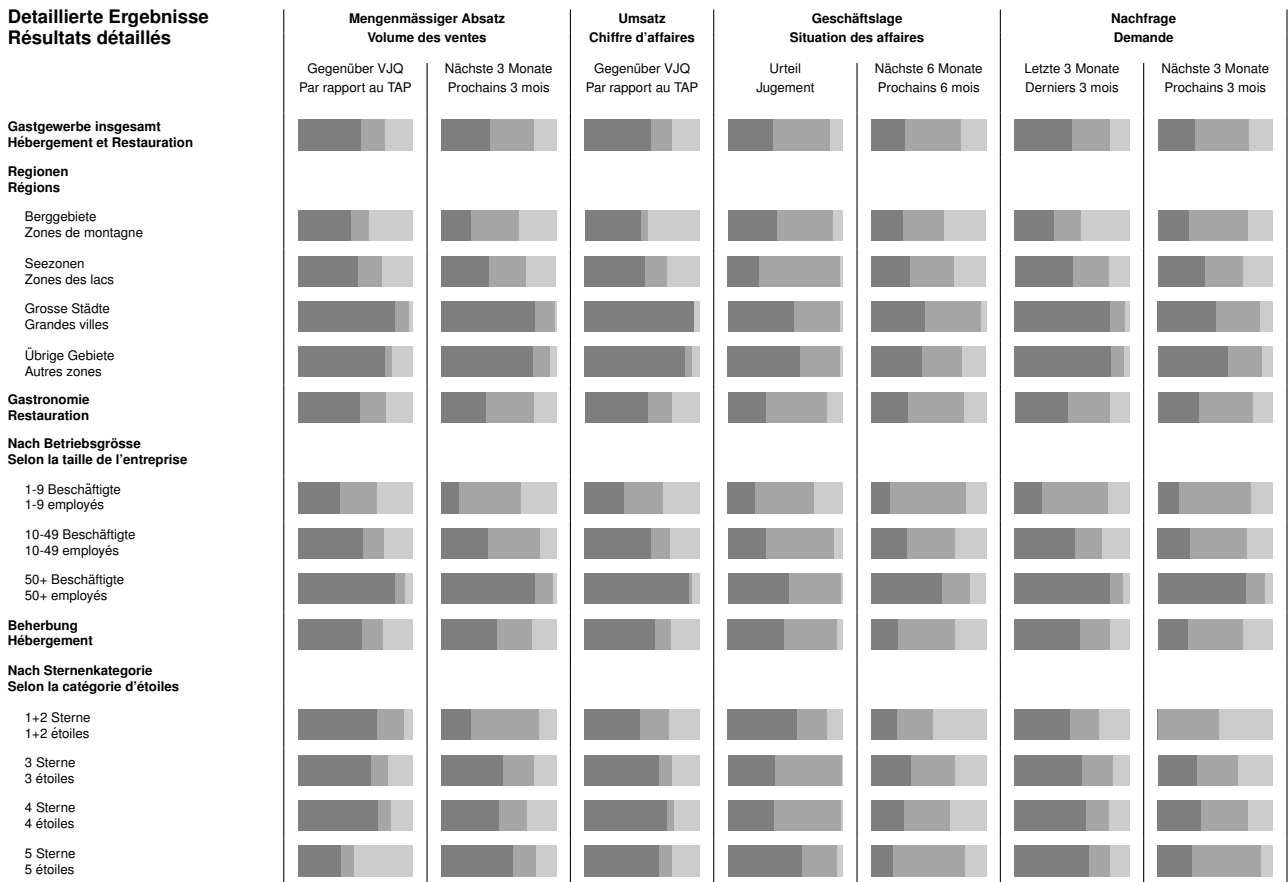 Detaillierte Ergebnisse
Résultats détaillés
Mengenmässiger Absatz
Volume des ventes
Umsatz
Chiffre d'affaires
Geschäftslage
Situation des affaires
Nachfrage
Demande
Gegenüber VJQ
Par rapport au TAP
Nächste 3 Monate
Prochains 3 mois
Gegenüber VJQ
Par rapport au TAP
Urteil
Jugement
Nächste 6 Monate
Prochains 6 mois
Letzte 3 Monate
Derniers 3 mois
Nächste 3 Monate
Prochains 3 mois
Gastgewerbe insgesamt
Hébergement et Restauration
Regionen
Régions
Berggebiete
Zones de montagne
Seezonen
Zones des lacs
Grosse Städte
Grandes villes
Übrige Gebiete
Autres zones
Gastronomie
Restauration
Nach Betriebsgrösse
Selon la taille de l'entreprise
1-9 Beschäftigte
1-9 employés
10-49 Beschäftigte
10-49 employés
50+ Beschäftigte
50+ employés
Beherbung
Hébergement
Nach Sternenkategorie
Selon la catégorie d'étoiles
1+2 Sterne
1+2 étoiles
3 Sterne
3 étoiles
4 Sterne
4 étoiles
5 Sterne
5 étoiles